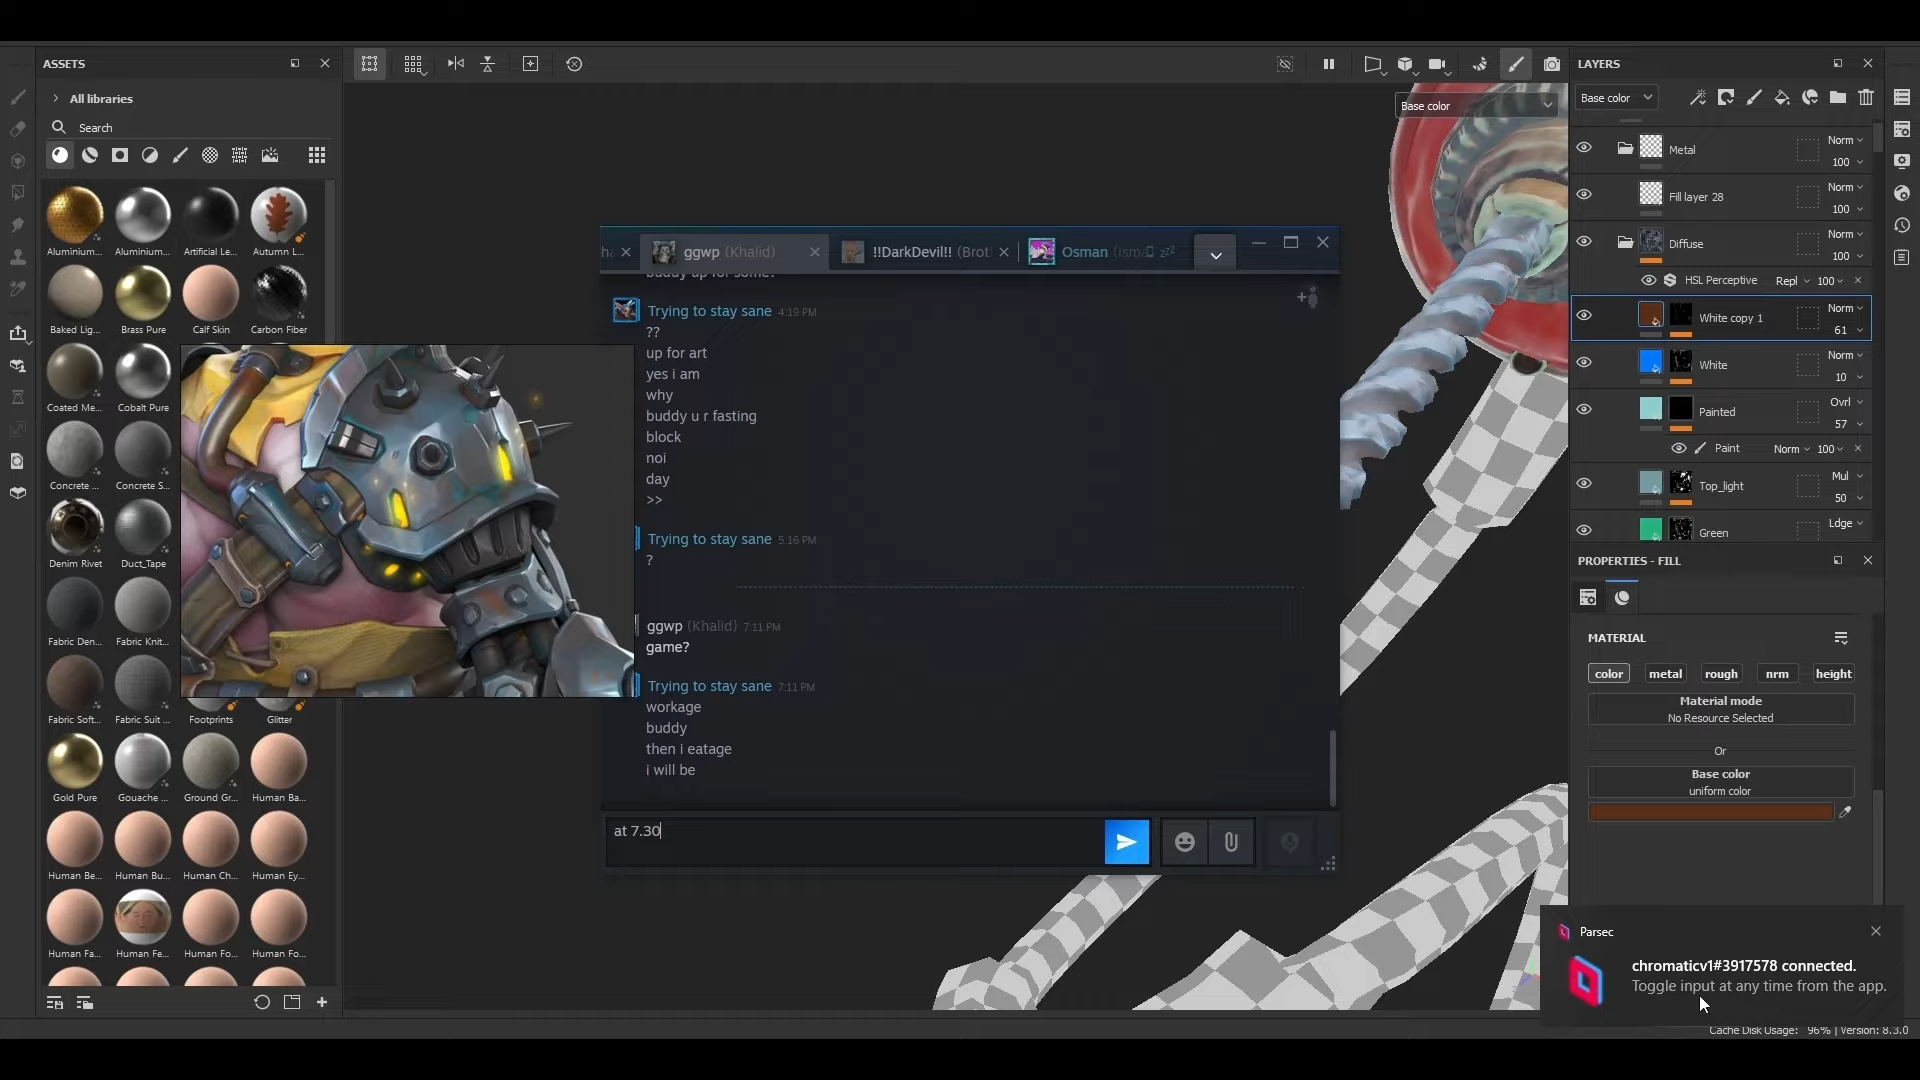 ASSETS
All libraries
Search
Aluminium...
Aluminium...
Artificial Le...
Autumn L...
Baked Lig...
Brass Pure
Calf Skin
Carbon Fiber
Coated Me...
Cobalt Pure
Concrete ...
Concrete S...
Denim Rivet
Duct_Tape
Fabric Den...
Fabric Knit...
Fabric Soft...
Fabric Suit ...
Footprints
Glitter
Gold Pure
Gouache ...
Ground Gr...
Human Ba...
Human Be...
Human Bu...
Human Ch...
Human Ey...
Human Fa...
Human Fe...
Human Fo...
Human Fo...
ggwp (Khalid)
!!DarkDevil!! (Brotl
Osman (Isma
buddy up for some?
Trying to stay sane 4:19 PM
??
up for art
yes i am
why
buddy u r fasting
block
noi
day
>>
Trying to stay sane 5:16 PM
?
ggwp (Khalid) 7:11 PM
game?
Trying to stay sane 7:11 PM
workage
buddy
then i eatage
i will be
at 7.30
Base color
LAYERS
Base color
Metal
Norm
100
Fill layer 28
Norm
100
Diffuse
Norm
100
HSL Perceptive Repl 100
White copy 1
Norm
61
White
Norm
10
Painted
Ovrl
57
Paint Norm 100
Top_light
Mul
50
Green
Ldge
PROPERTIES - FILL
MATERIAL
color metal rough nrm height
Material mode
No Resource Selected
Or
Base color
uniform color
Parsec
chromaticv1#3917578 connected.
Toggle input at any time from the app.
Cache Disk Usage: 96% | Version: 8.3.0